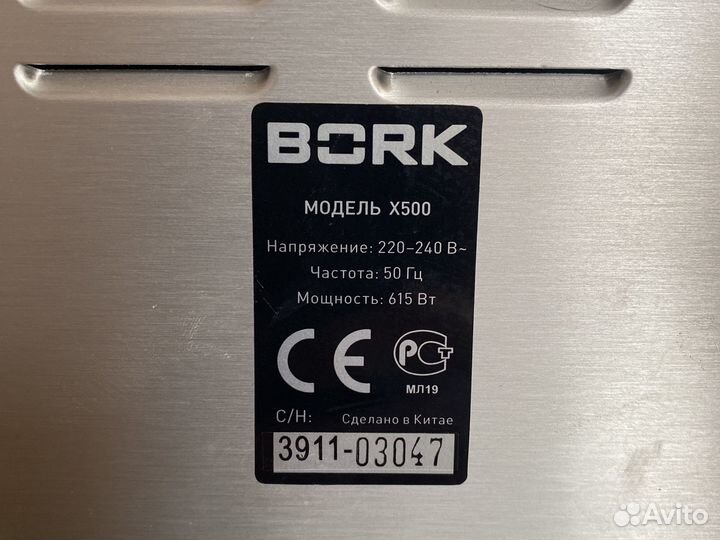 BORK
МОДЕЛЬ X500
Напряжение: 220–240 В~
Частота: 50 Гц
Мощность: 615 Вт
CE
РСТ
МЛ19
С/Н: Сделано в Китае
3911-03047
Avito